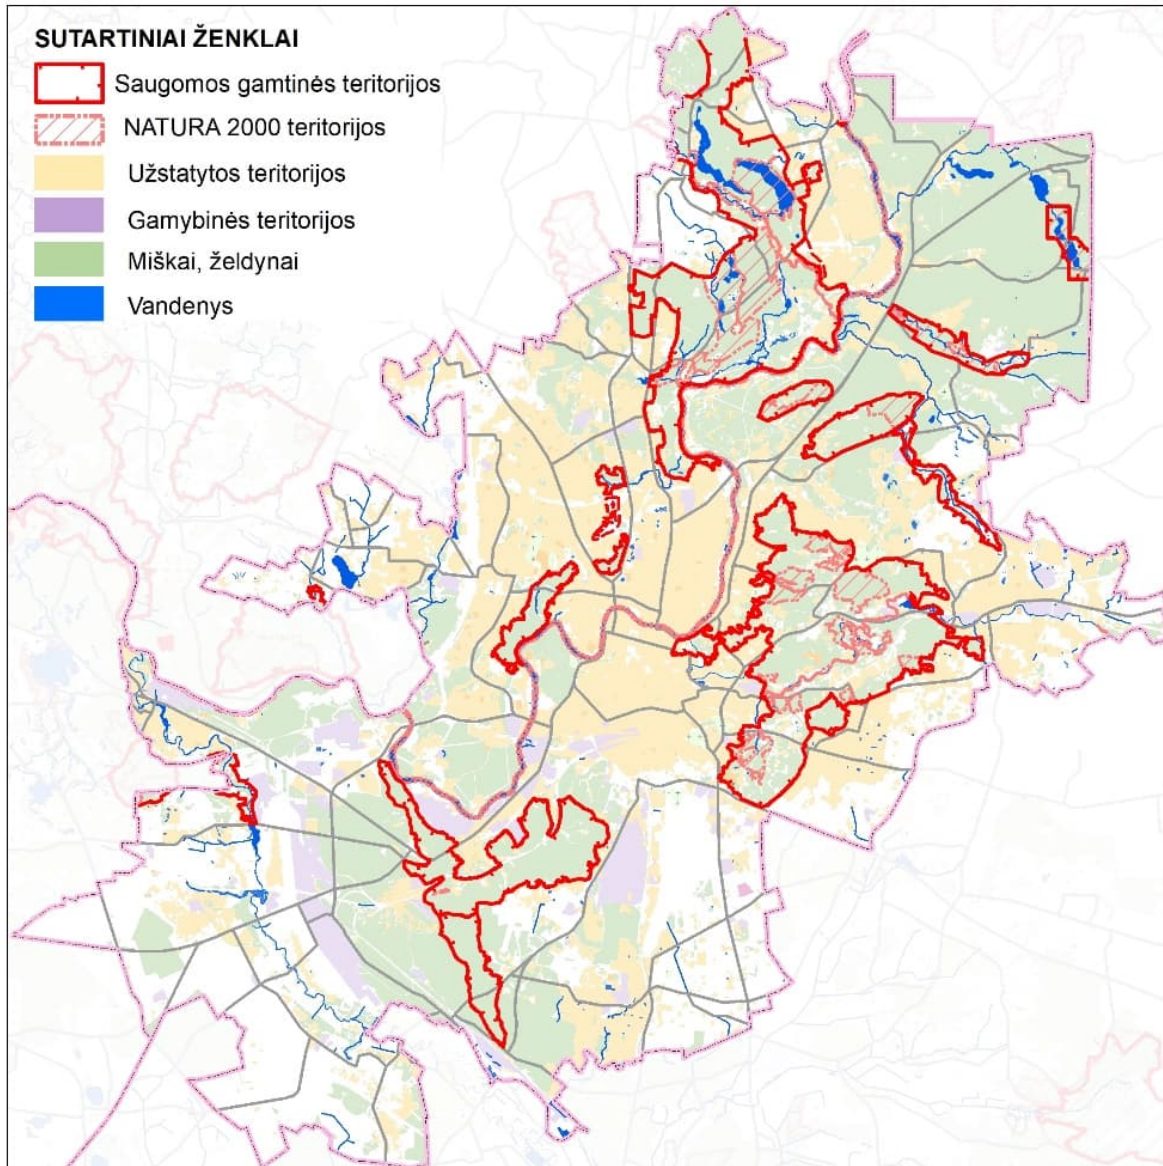 SUTARTINIAI ŽENKLAI
Saugomos gamtinės teritorijos
NATURA 2000 teritorijos
Užstatytos teritorijos
Gamybinės teritorijos
Miškai, želdynai
Vandenys